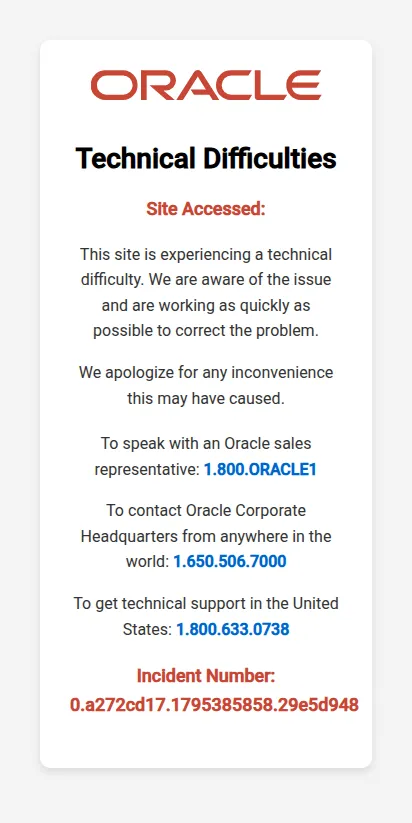 ORACLE
Technical Difficulties
Site Accessed:
This site is experiencing a technical
difficulty. We are aware of the issue
and are working as quickly as
possible to correct the problem.
We apologize for any inconvenience
this may have caused.
To speak with an Oracle sales
representative: 1.800.ORACLE1
To contact Oracle Corporate
Headquarters from anywhere in the
world: 1.650.506.7000
To get technical support in the United
States: 1.800.633.0738
Incident Number:
0.a272cd17.1795385858.29e5d948